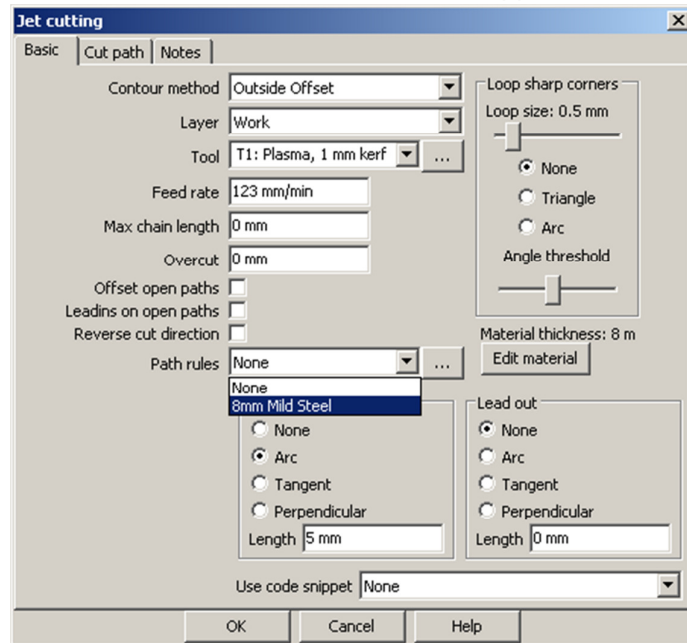 Jet cutting
Basic
Cut path
Notes
Contour method Outside Offset
Layer Work
Tool T1: Plasma, 1 mm kerf ...
Feed rate 123 mm/min
Max chain length 0 mm
Overcut 0 mm
Offset open paths
Leadins on open paths
Reverse cut direction
Path rules None ...
None
8mm Mild Steel
Loop sharp corners
Loop size: 0.5 mm
None
Triangle
Arc
Angle threshold
Material thickness: 8 m
Edit material
None
Arc
Tangent
Perpendicular
Length 5 mm
Lead out
None
Arc
Tangent
Perpendicular
Length 0 mm
Use code snippet None
OK
Cancel
Help